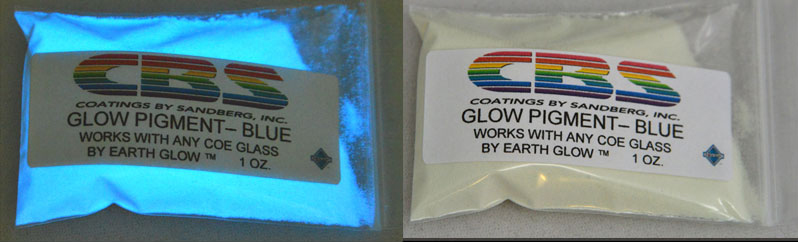 CBS
COATINGS BY SANDBERG, INC.
GLOW PIGMENT– BLUE
WORKS WITH ANY COE GLASS
BY EARTH GLOW ™ 1 OZ.
CBS
COATINGS BY SANDBERG, INC.
GLOW PIGMENT– BLUE
WORKS WITH ANY COE GLASS
BY EARTH GLOW ™ 1 OZ.